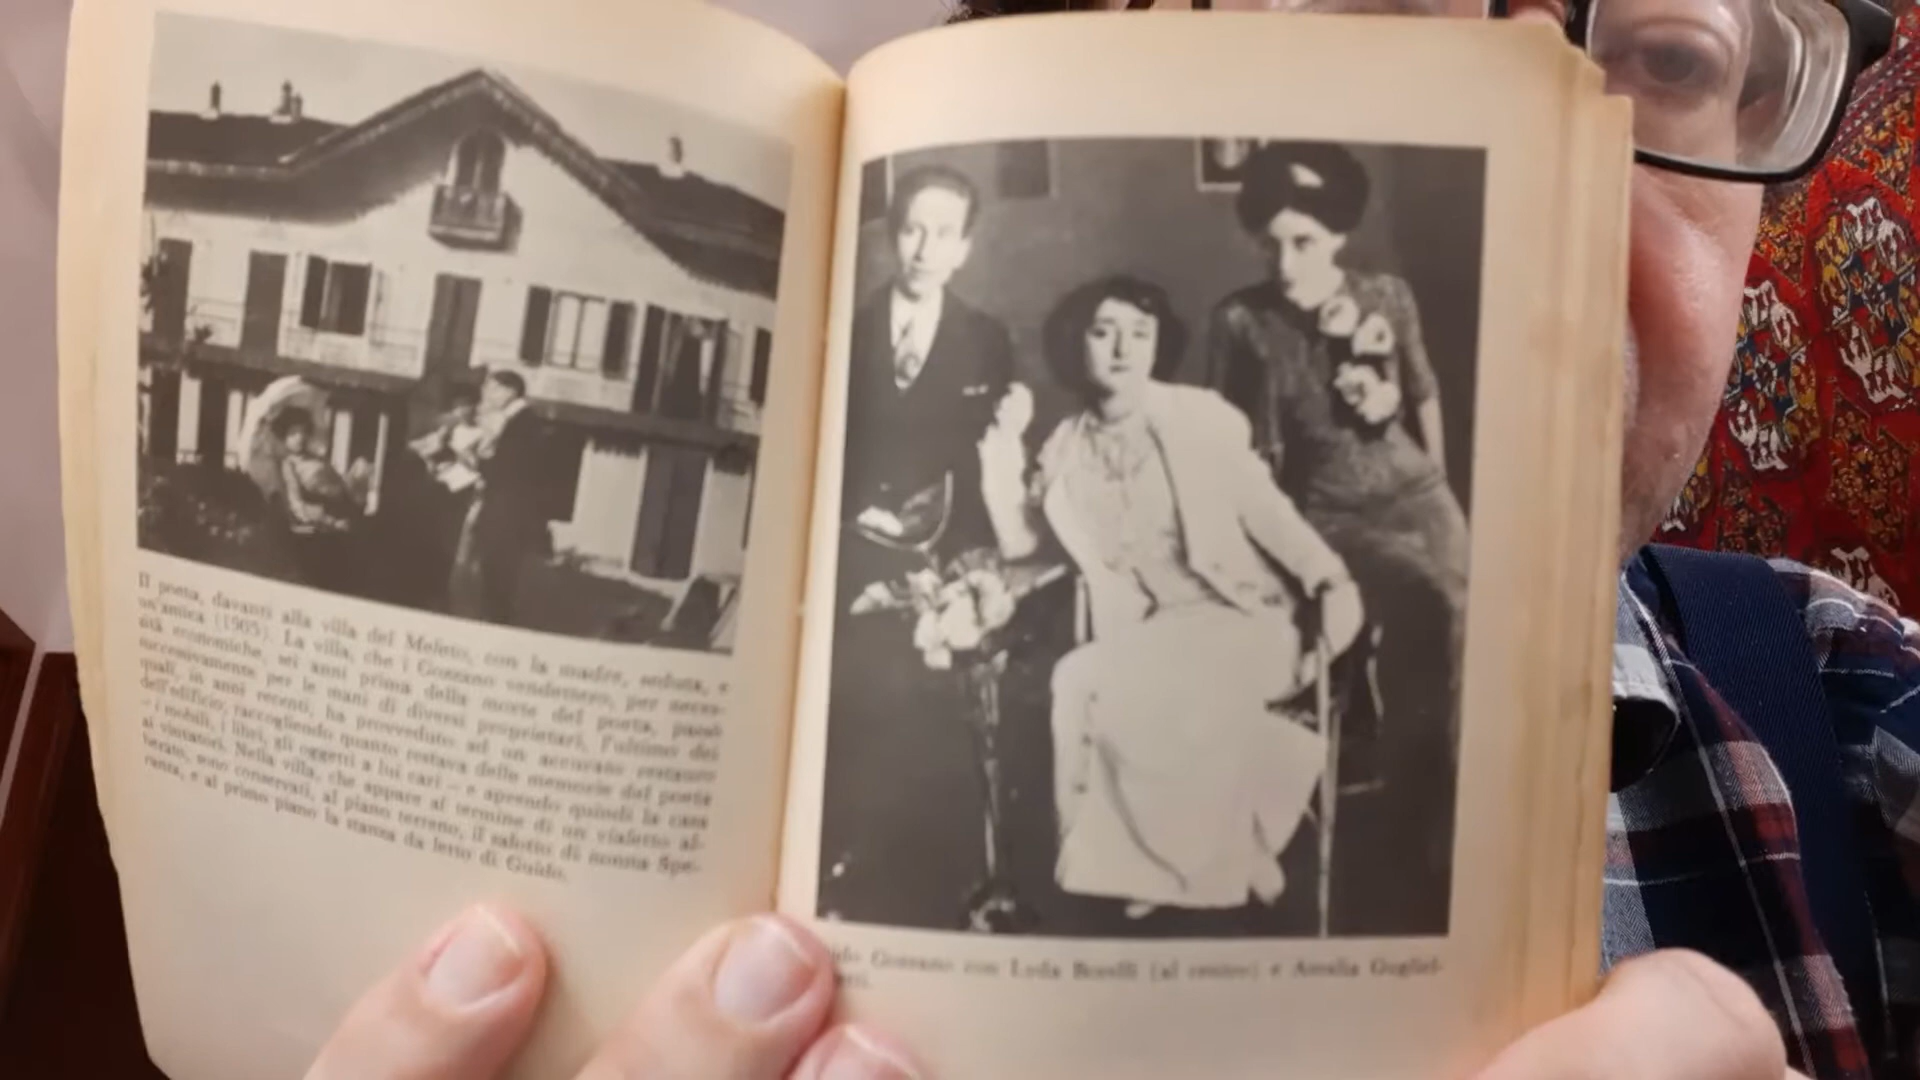 Il poeta, davanti alla villa del Meleto, con la madre, seduta, e
un'amica (1905). La villa, che i Gozzano vendettero, per neces-
sità economiche, sei anni prima della morte del poeta, passò
successivamente per le mani di diversi proprietari, l'ultimo dei
quali, in anni recenti, ha provveduto ad un accurato restauro
dell'edificio, raccogliendo quanto restava delle memorie del poeta
– i mobili, i libri, gli oggetti a lui cari – e aprendo quindi la casa
ai visitatori. Nella villa, che appare al termine di un vialetto al-
berato, sono conservati, al piano terreno, il salotto di nonna Spe-
ranza, e al primo piano la stanza da letto di Guido.
ido Gozzano con Lyda Borelli (al centro) e Amalia Gugliel-